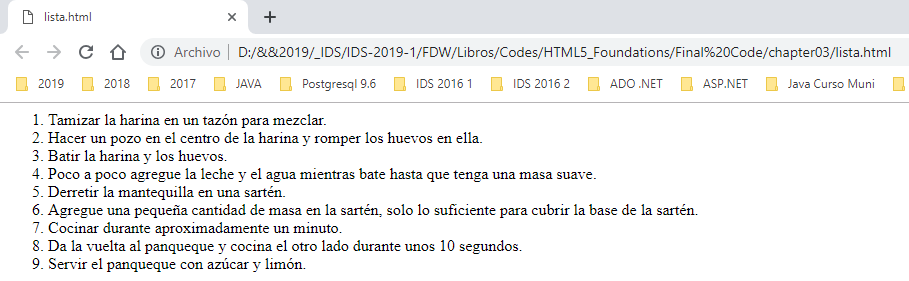 lista.html
Archivo | D:/&&2019/_IDS/IDS-2019-1/FDW/Libros/Codes/HTML5_Foundations/Final%20Code/chapter03/lista.html
2019 2018 2017 JAVA Postgresql 9.6 IDS 2016 1 IDS 2016 2 ADO .NET ASP.NET Java Curso Muni
1. Tamizar la harina en un tazón para mezclar.
2. Hacer un pozo en el centro de la harina y romper los huevos en ella.
3. Batir la harina y los huevos.
4. Poco a poco agregue la leche y el agua mientras bate hasta que tenga una masa suave.
5. Derretir la mantequilla en una sartén.
6. Agregue una pequeña cantidad de masa en la sartén, solo lo suficiente para cubrir la base de la sartén.
7. Cocinar durante aproximadamente un minuto.
8. Da la vuelta al panqueque y cocina el otro lado durante unos 10 segundos.
9. Servir el panqueque con azúcar y limón.